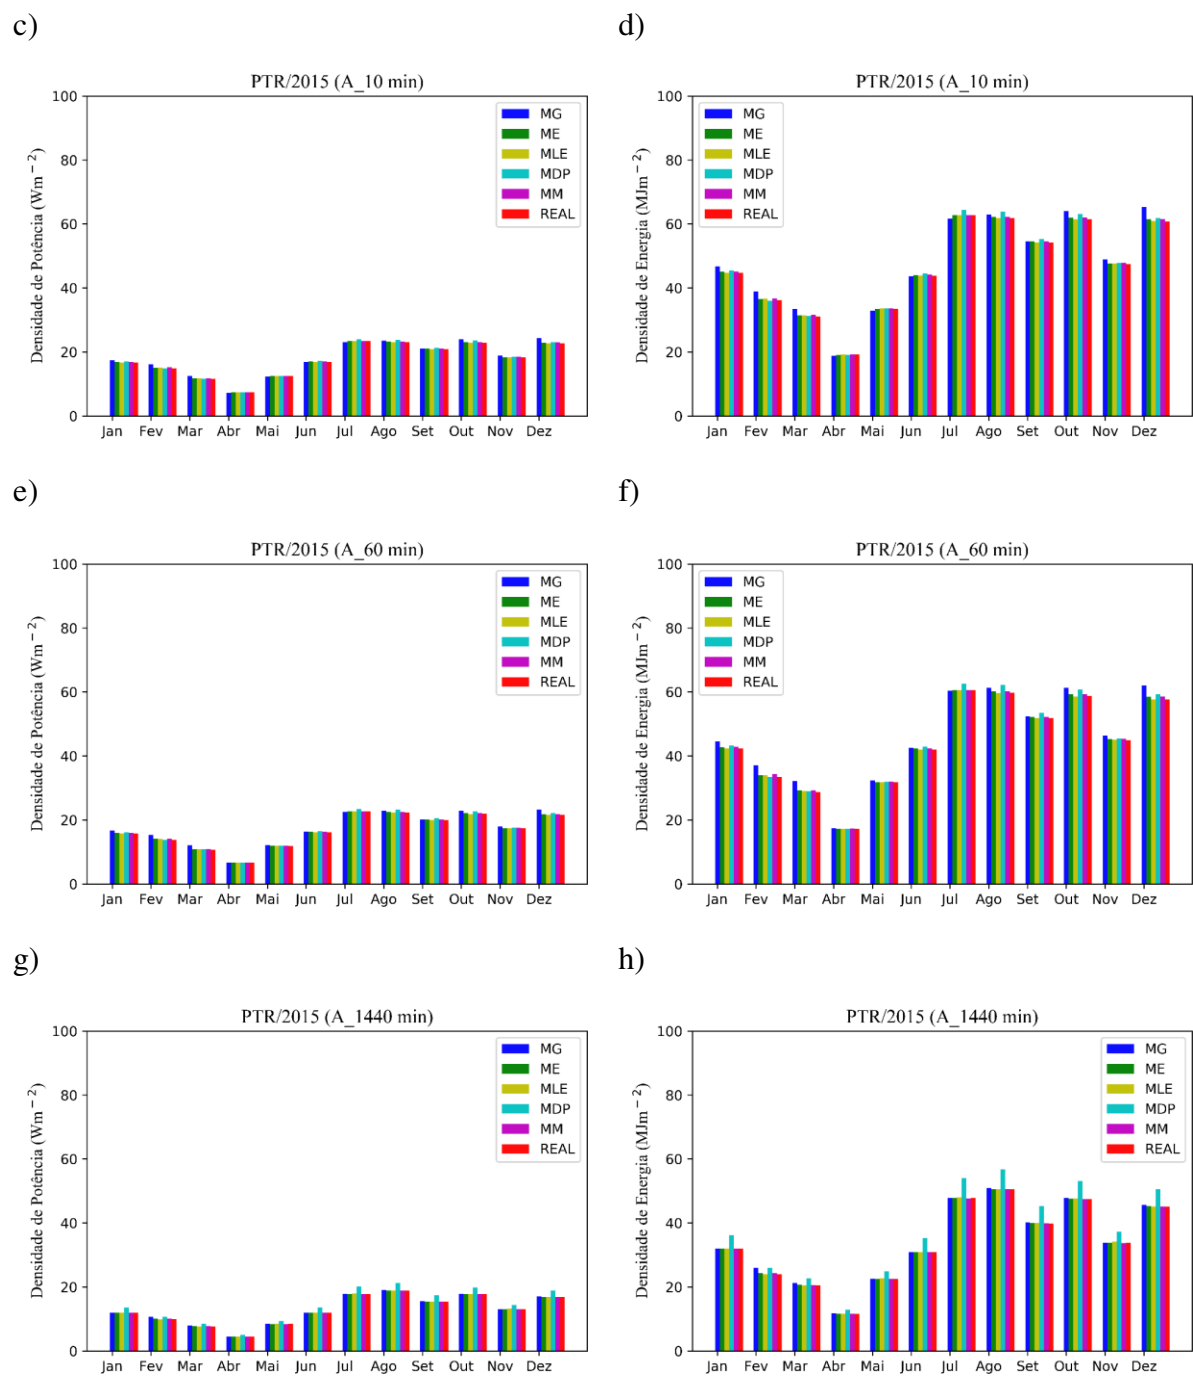 c)
d)
PTR/2015 (A_10 min)
Densidade de Potência (Wm⁻²)
100
80
60
40
20
0
MG
ME
MLE
MDP
MM
REAL
Jan Fev Mar Abr Mai Jun Jul Ago Set Out Nov Dez
PTR/2015 (A_10 min)
Densidade de Energia (MJm⁻²)
100
80
60
40
20
0
MG
ME
MLE
MDP
MM
REAL
Jan Fev Mar Abr Mai Jun Jul Ago Set Out Nov Dez
e)
f)
PTR/2015 (A_60 min)
Densidade de Potência (Wm⁻²)
100
80
60
40
20
0
MG
ME
MLE
MDP
MM
REAL
Jan Fev Mar Abr Mai Jun Jul Ago Set Out Nov Dez
PTR/2015 (A_60 min)
Densidade de Energia (MJm⁻²)
100
80
60
40
20
0
MG
ME
MLE
MDP
MM
REAL
Jan Fev Mar Abr Mai Jun Jul Ago Set Out Nov Dez
g)
h)
PTR/2015 (A_1440 min)
Densidade de Potência (Wm⁻²)
100
80
60
40
20
0
MG
ME
MLE
MDP
MM
REAL
Jan Fev Mar Abr Mai Jun Jul Ago Set Out Nov Dez
PTR/2015 (A_1440 min)
Densidade de Energia (MJm⁻²)
100
80
60
40
20
0
MG
ME
MLE
MDP
MM
REAL
Jan Fev Mar Abr Mai Jun Jul Ago Set Out Nov Dez